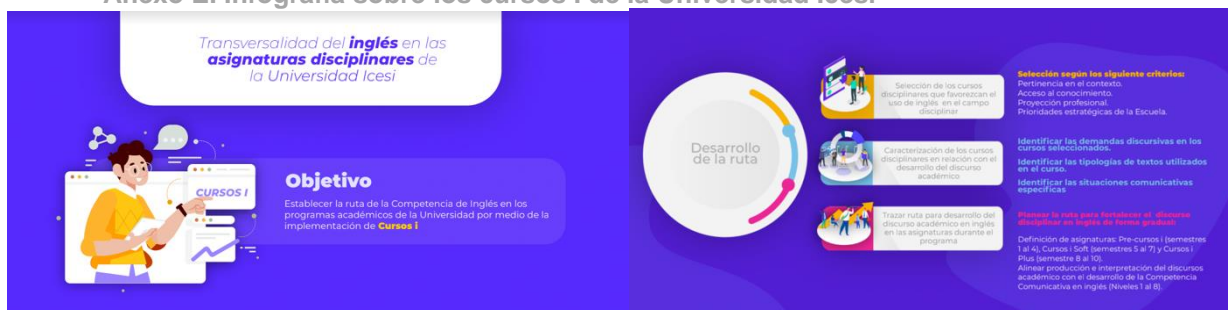 Anexo E. Infografía sobre los cursos i de la Universidad Icesi
Transversalidad del inglés en las
asignaturas disciplinares de
la Universidad Icesi
CURSOS I
Objetivo
Establecer la ruta de la Competencia de Inglés en los
programas académicos de la Universidad por medio de la
implementación de Cursos i
Desarrollo
de la ruta
Selección de los cursos
disciplinares que favorezcan el
uso de inglés en el campo
disciplinar
Selección según los siguiente criterios:
Pertinencia en el contexto.
Acceso al conocimiento.
Proyección profesional.
Prioridades estratégicas de la Escuela.
Caracterización de los cursos
disciplinares en relación con el
desarrollo del discurso
académico
Identificar las demandas discursivas en los
cursos seleccionados.
Identificar las tipologías de textos utilizados
en el curso.
Identificar las situaciones comunicativas
específicas
Trazar ruta para desarrollo del
discurso académico en inglés
en las asignaturas durante el
programa
Planear la ruta para fortalecer el discurso
disciplinar en inglés de forma gradual:
Definición de asignaturas: Pre-cursos i (semestres
1 al 4), Cursos i Soft (semestres 5 al 7) y Cursos i
Plus (semestre 8 al 10).
Alinear producción e interpretación del discursos
académico con el desarrollo de la Competencia
Comunicativa en inglés (Niveles 1 al 8).